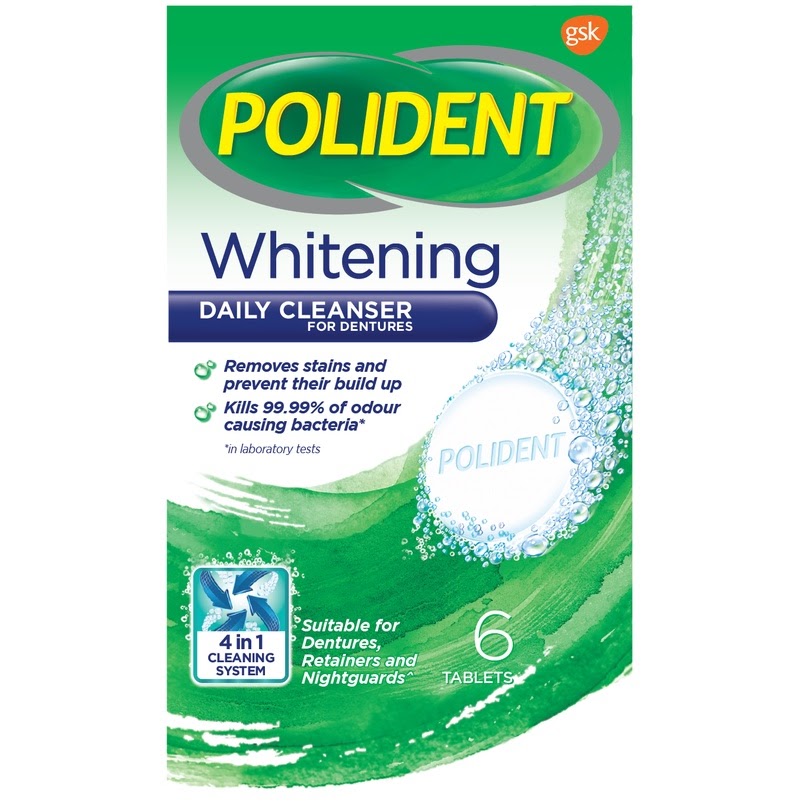 gsk
POLIDENT
Whitening
DAILY CLEANSER
FOR DENTURES
Removes stains and
prevent their build up
Kills 99.99% of odour
causing bacteria*
*in laboratory tests
POLIDENT
4 in 1
CLEANING
SYSTEM
Suitable for
Dentures,
Retainers and
Nightguards^
6
TABLETS